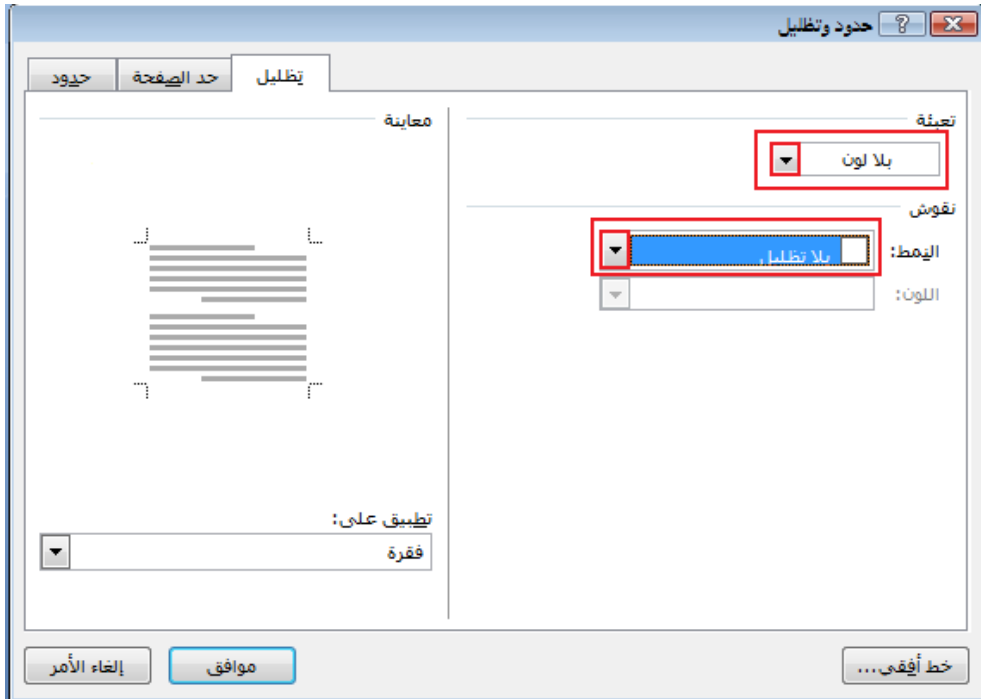 حدود وتظليل
حدود
حد الصفحة
تظليل
تعبئة
بلا لون
نقوش
النمط:
بلا تظليل
اللون:
معاينة
تطبيق على:
فقرة
خط أفقي...
موافق
إلغاء الأمر